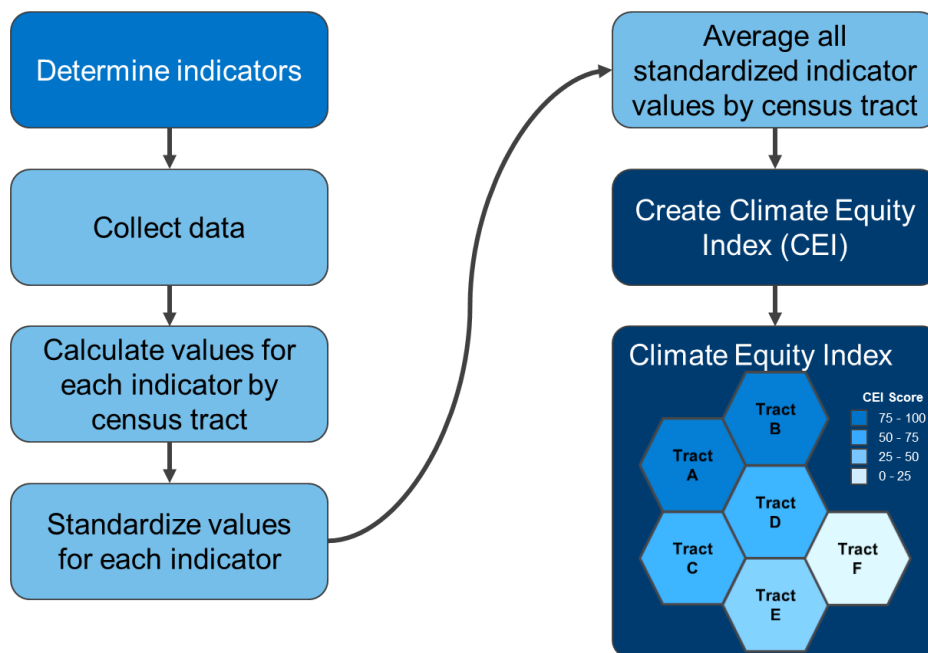 Determine indicators
Collect data
Calculate values for
each indicator by
census tract
Standardize values
for each indicator
Average all
standardized indicator
values by census tract
Create Climate Equity
Index (CEI)
Climate Equity Index
CEI Score
75 - 100
50 - 75
25 - 50
0 - 25
Tract
B
Tract
A
Tract
D
Tract
C
Tract
F
Tract
E